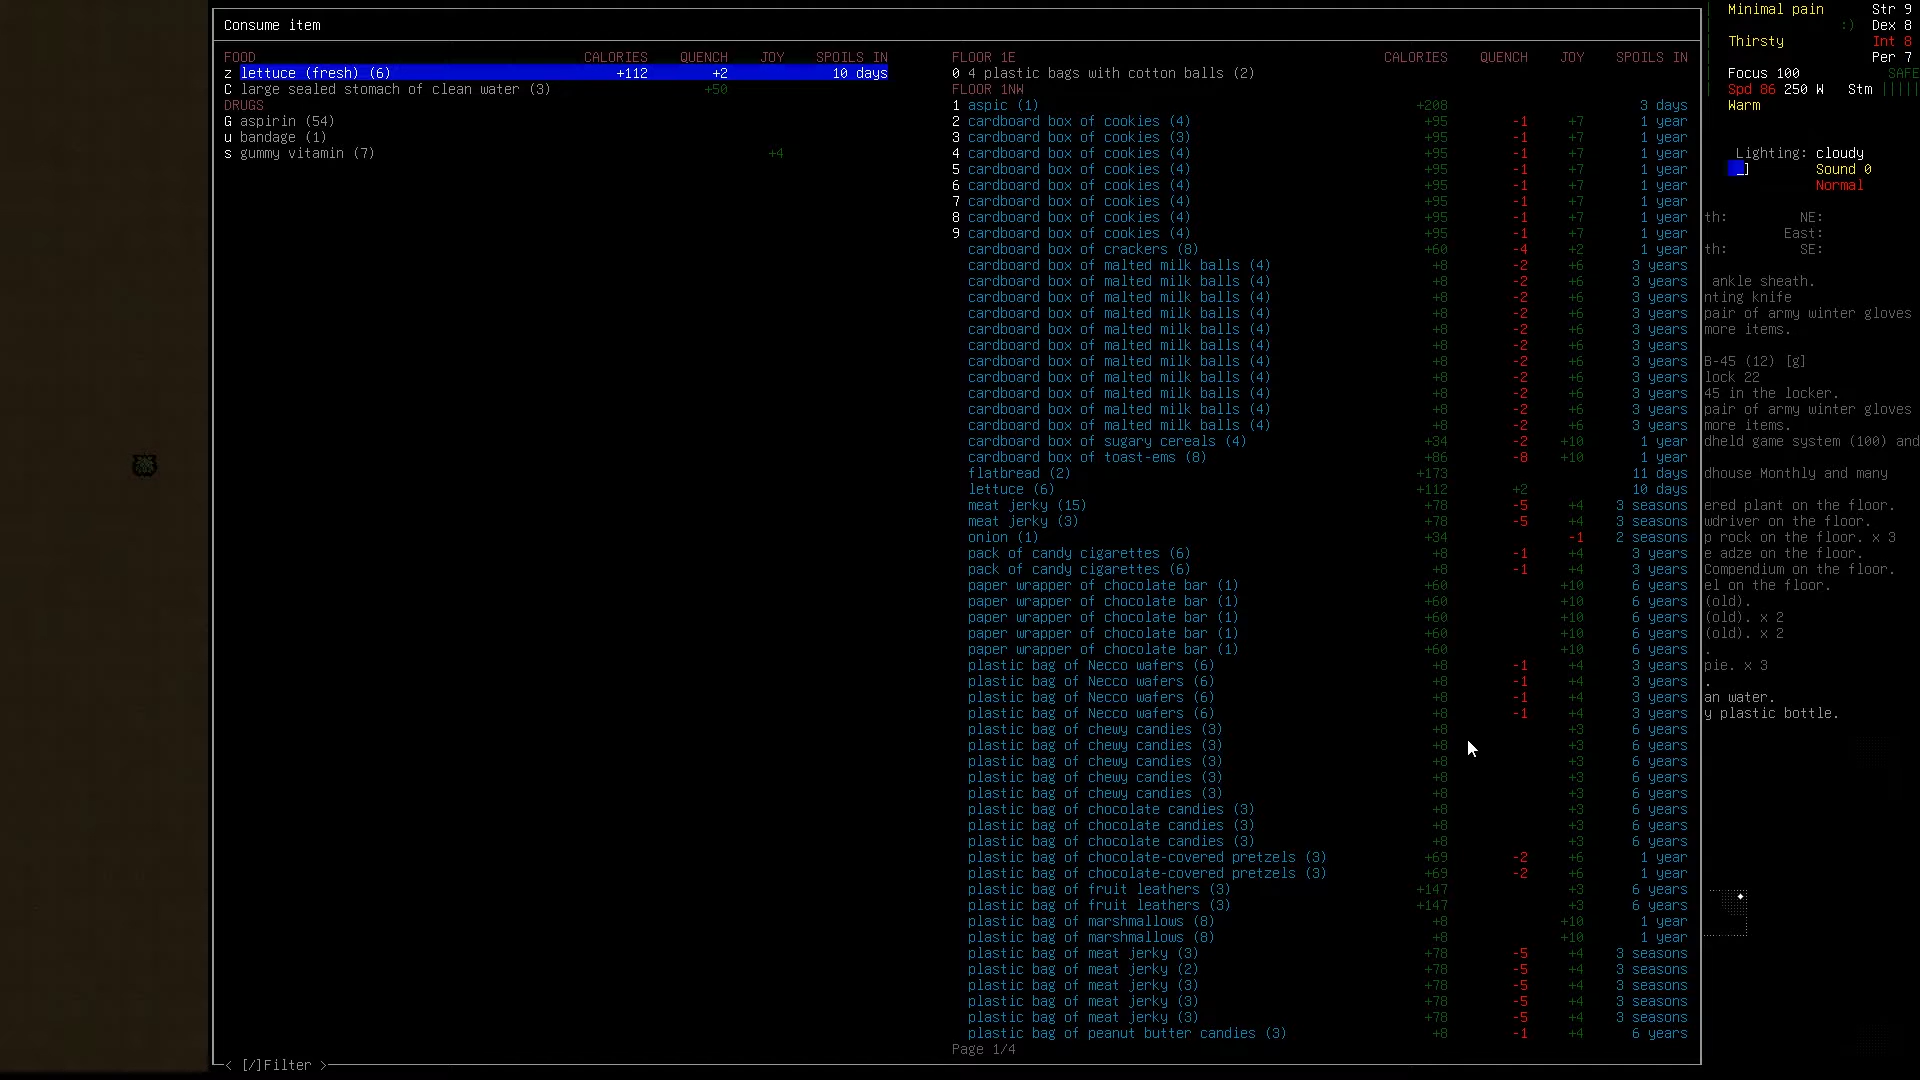 Consume item
FOOD CALORIES QUENCH JOY SPOILS IN
z lettuce (fresh) (6) +112 +2 10 days
C large sealed stomach of clean water (3) +50
DRUGS
G aspirin (54)
u bandage (1)
s gummy vitamin (7) +4
< [/]Filter >
FLOOR 1E CALORIES QUENCH JOY SPOILS IN
0 4 plastic bags with cotton balls (2)
FLOOR 1NW
1 aspic (1) +208 3 days
2 cardboard box of cookies (4) +95 -1 +7 1 year
3 cardboard box of cookies (3) +95 -1 +7 1 year
4 cardboard box of cookies (4) +95 -1 +7 1 year
5 cardboard box of cookies (4) +95 -1 +7 1 year
6 cardboard box of cookies (4) +95 -1 +7 1 year
7 cardboard box of cookies (4) +95 -1 +7 1 year
8 cardboard box of cookies (4) +95 -1 +7 1 year
9 cardboard box of cookies (4) +95 -1 +7 1 year
cardboard box of crackers (8) +60 -4 +2 1 year
cardboard box of malted milk balls (4) +8 -2 +6 3 years
cardboard box of malted milk balls (4) +8 -2 +6 3 years
cardboard box of malted milk balls (4) +8 -2 +6 3 years
cardboard box of malted milk balls (4) +8 -2 +6 3 years
cardboard box of malted milk balls (4) +8 -2 +6 3 years
cardboard box of malted milk balls (4) +8 -2 +6 3 years
cardboard box of malted milk balls (4) +8 -2 +6 3 years
cardboard box of malted milk balls (4) +8 -2 +6 3 years
cardboard box of malted milk balls (4) +8 -2 +6 3 years
cardboard box of malted milk balls (4) +8 -2 +6 3 years
cardboard box of malted milk balls (4) +8 -2 +6 3 years
cardboard box of sugary cereals (4) +34 -2 +10 1 year
cardboard box of toast-ems (8) +86 -8 +10 1 year
flatbread (2) +173 11 days
lettuce (6) +112 +2 10 days
meat jerky (15) +78 -5 +4 3 seasons
meat jerky (3) +78 -5 +4 3 seasons
onion (1) +34 -1 2 seasons
pack of candy cigarettes (6) +8 -1 +4 3 years
pack of candy cigarettes (6) +8 -1 +4 3 years
paper wrapper of chocolate bar (1) +60 +10 6 years
paper wrapper of chocolate bar (1) +60 +10 6 years
paper wrapper of chocolate bar (1) +60 +10 6 years
paper wrapper of chocolate bar (1) +60 +10 6 years
paper wrapper of chocolate bar (1) +60 +10 6 years
plastic bag of Necco wafers (6) +8 -1 +4 3 years
plastic bag of Necco wafers (6) +8 -1 +4 3 years
plastic bag of Necco wafers (6) +8 -1 +4 3 years
plastic bag of Necco wafers (6) +8 -1 +4 3 years
plastic bag of chewy candies (3) +8 +3 6 years
plastic bag of chewy candies (3) +8 +3 6 years
plastic bag of chewy candies (3) +8 +3 6 years
plastic bag of chewy candies (3) +8 +3 6 years
plastic bag of chewy candies (3) +8 +3 6 years
plastic bag of chocolate candies (3) +8 +3 6 years
plastic bag of chocolate candies (3) +8 +3 6 years
plastic bag of chocolate candies (3) +8 +3 6 years
plastic bag of chocolate-covered pretzels (3) +69 -2 +6 1 year
plastic bag of chocolate-covered pretzels (3) +69 -2 +6 1 year
plastic bag of fruit leathers (3) +147 +3 6 years
plastic bag of fruit leathers (3) +147 +3 6 years
plastic bag of marshmallows (8) +8 +10 1 year
plastic bag of marshmallows (8) +8 +10 1 year
plastic bag of meat jerky (3) +78 -5 +4 3 seasons
plastic bag of meat jerky (2) +78 -5 +4 3 seasons
plastic bag of meat jerky (3) +78 -5 +4 3 seasons
plastic bag of meat jerky (3) +78 -5 +4 3 seasons
plastic bag of meat jerky (3) +78 -5 +4 3 seasons
plastic bag of peanut butter candies (3) +8 -1 +4 6 years
Page 1/4
Minimal pain Str 9
:) Dex 8
Thirsty Int 8
Per 7
Focus 100 SAFE
Spd 86 250 W Stm |||||
Warm
Lighting: cloudy
_] Sound 0
Normal
th: NE:
East:
th: SE:
ankle sheath.
nting knife
pair of army winter gloves
more items.
B-45 (12) [g]
lock 22
45 in the locker.
pair of army winter gloves
more items.
dheld game system (100) and
dhouse Monthly and many
ered plant on the floor.
wdriver on the floor.
p rock on the floor. x 3
e adze on the floor.
Compendium on the floor.
el on the floor.
(old).
(old). x 2
(old). x 2
.
pie. x 3
.
an water.
y plastic bottle.